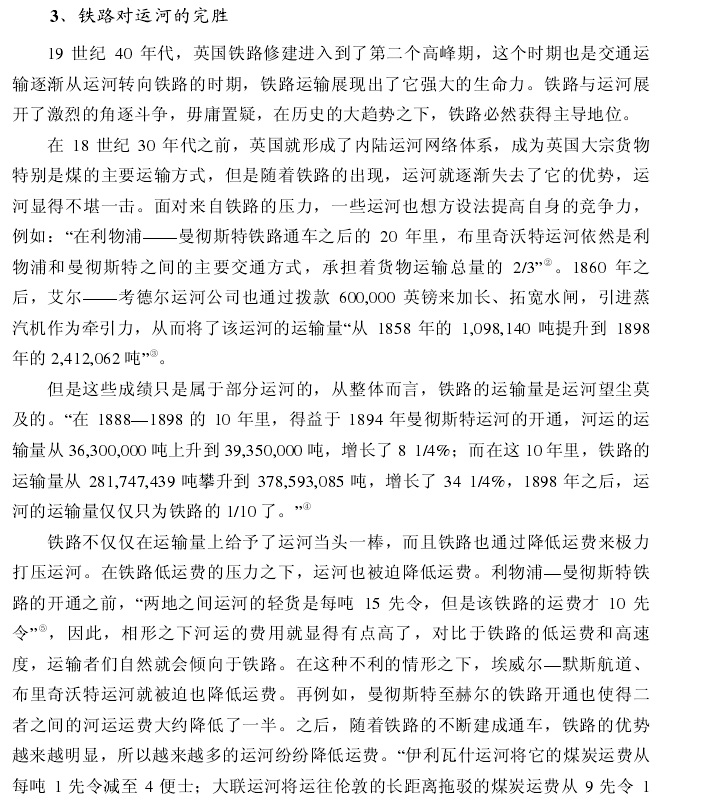 3、铁路对运河的完胜
19 世纪 40 年代，英国铁路修建进入到了第二个高峰期，这个时期也是交通运
输逐渐从运河转向铁路的时期，铁路运输展现出了它强大的生命力。铁路与运河展
开了激烈的角逐斗争，毋庸置疑，在历史的大趋势之下，铁路必然获得主导地位。
在 18 世纪 30 年代之前，英国就形成了内陆运河网络体系，成为英国大宗货物
特别是煤的主要运输方式，但是随着铁路的出现，运河就逐渐失去了它的优势，运
河显得不堪一击。面对来自铁路的压力，一些运河也想方设法提高自身的竞争力，
例如：“在利物浦——曼彻斯特铁路通车之后的 20 年里，布里奇沃特运河依然是利
物浦和曼彻斯特之间的主要交通方式，承担着货物运输总量的 2/3”②。1860 年之
后，艾尔——考德尔运河公司也通过拨款 600,000 英镑来加长、拓宽水闸，引进蒸
汽机作为牵引力，从而将了该运河的运输量“从 1858 年的 1,098,140 吨提升到 1898
年的 2,412,062 吨”③。
但是这些成绩只是属于部分运河的，从整体而言，铁路的运输量是运河望尘莫
及的。“在 1888—1898 的 10 年里，得益于 1894 年曼彻斯特运河的开通，河运的运
输量从 36,300,000 吨上升到 39,350,000 吨，增长了 8 1/4%；而在这 10 年里，铁路的
运输量从 281,747,439 吨攀升到 378,593,085 吨，增长了 34 1/4%，1898 年之后，运
河的运输量仅仅只为铁路的 1/10 了。”④
铁路不仅仅在运输量上给予了运河当头一棒，而且铁路也通过降低运费来极力
打压运河。在铁路低运费的压力之下，运河也被迫降低运费。利物浦—曼彻斯特铁
路的开通之前，“两地之间运河的轻货是每吨 15 先令，但是该铁路的运费才 10 先
令”⑤，因此，相形之下河运的费用就显得有点高了，对比于铁路的低运费和高速
度，运输者们自然就会倾向于铁路。在这种不利的情形之下，埃威尔—默斯航道、
布里奇沃特运河就被迫也降低运费。再例如，曼彻斯特至赫尔的铁路开通也使得二
者之间的河运运费大约降低了一半。之后，随着铁路的不断建成通车，铁路的优势
越来越明显，所以越来越多的运河纷纷降低运费。“伊利瓦什运河将它的煤炭运费从
每吨 1 先令减至 4 便士；大联运河将运往伦敦的长距离拖驳的煤炭运费从 9 先令 1